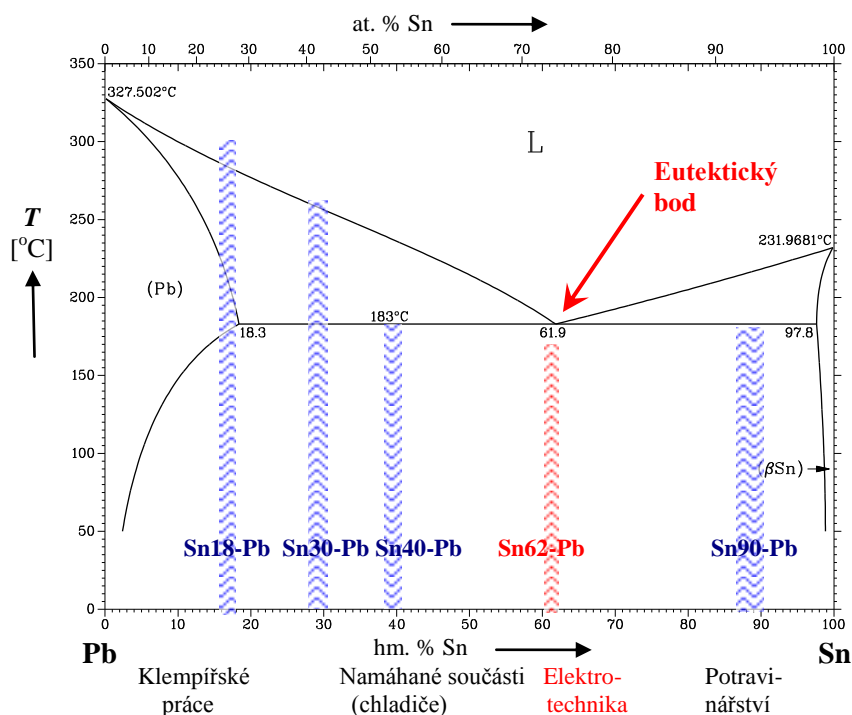 at. % Sn
0 10 20 30 40 50 60 70 80 90 100
350
327.502°C
300
L
Eutektický
bod
T
[°C]
250
231.9681°C
200
(Pb)
183°C
18.3
61.9
97.8
150
100
(βSn)
50
Sn18-Pb Sn30-Pb Sn40-Pb Sn62-Pb Sn90-Pb
0
0 10 20 30 40 50 60 70 80 90 100
Pb
hm. % Sn
Sn
Klempířské
práce
Namáhané součásti
(chladiče)
Elektro-
technika
Potravi-
nářství